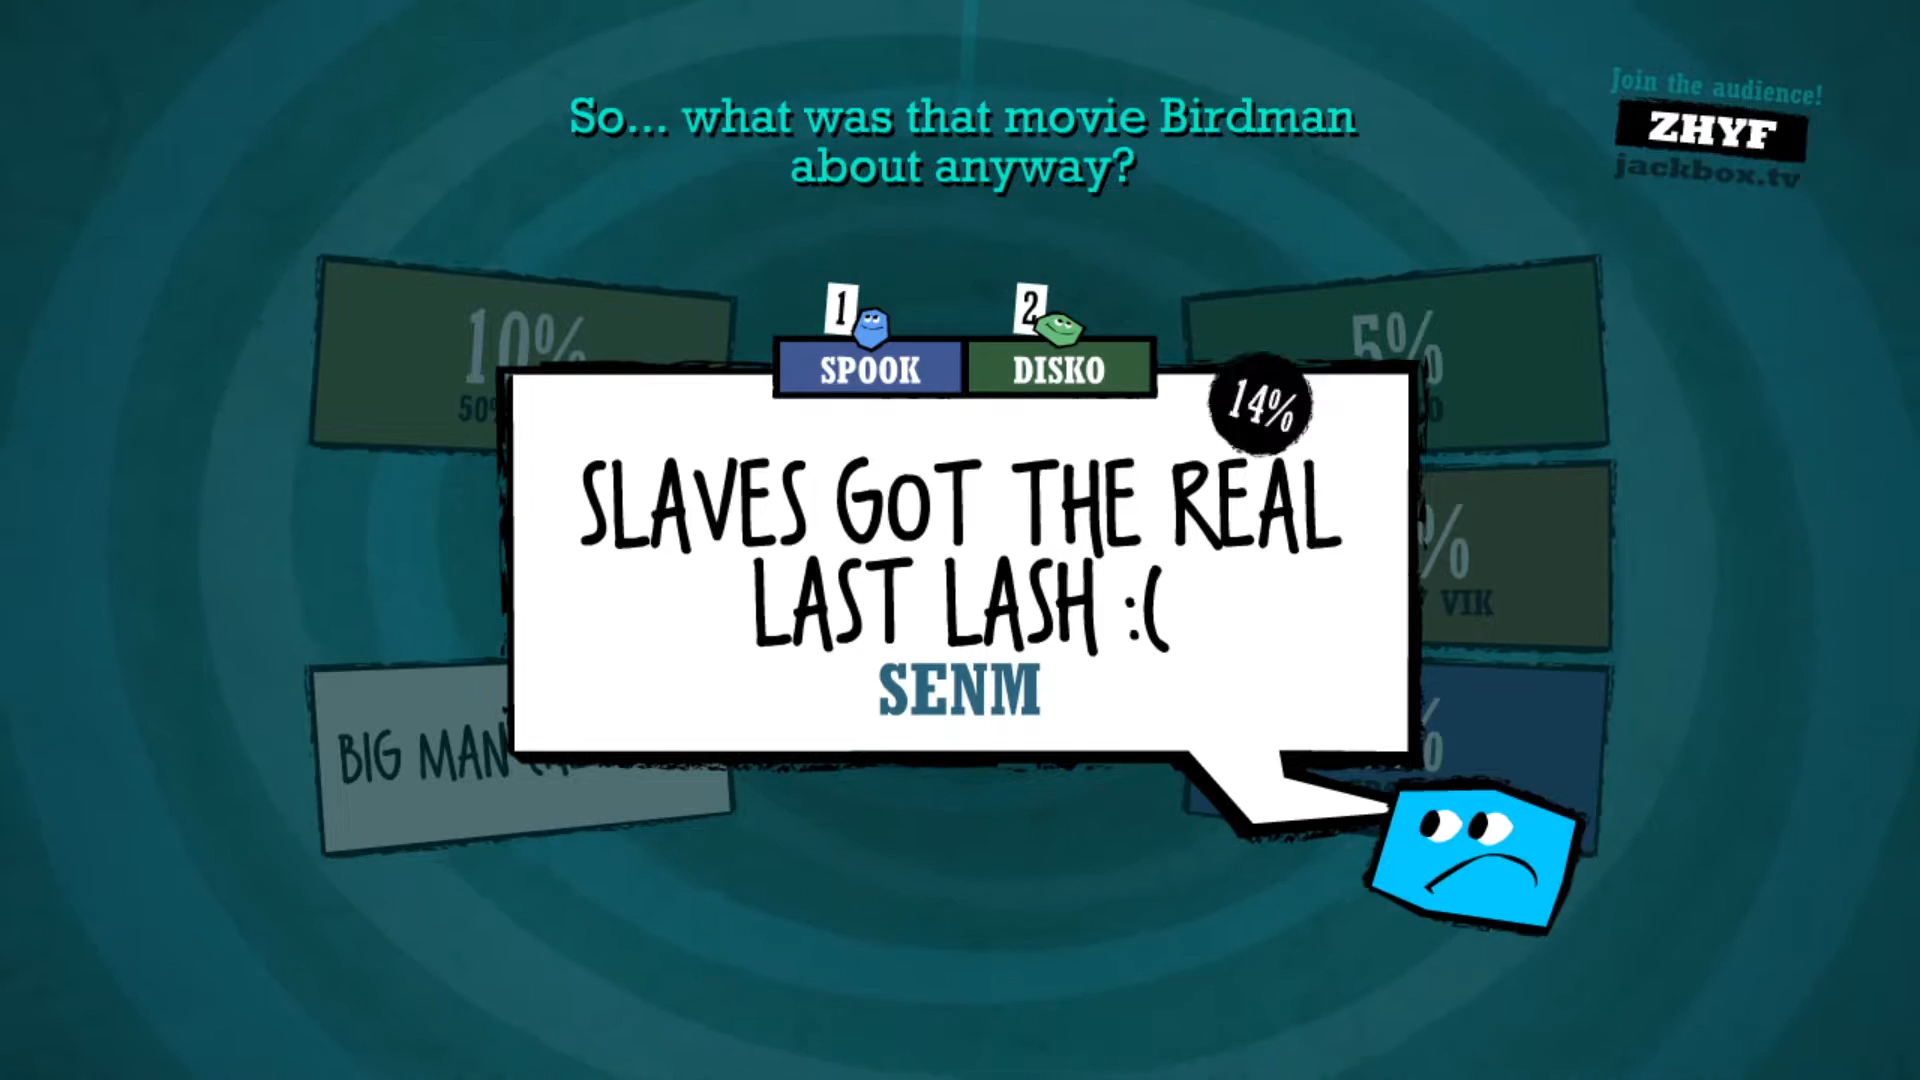 So... what was that movie Birdman
about anyway?
Join the audience!
ZHYF
jackbox.tv
1
2
SPOOK
DISKO
10%
5%
14%
SLAVES GOT THE REAL
LAST LASH :(
SENM
VIK
BIG MAN